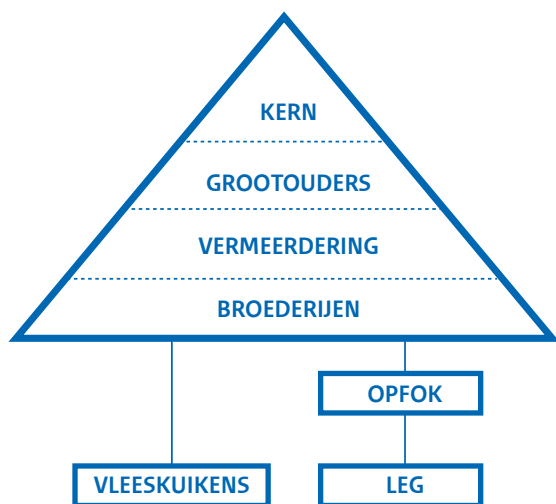 KERN
GROOTOUDERS
VERMEERDERING
BROEDERIJEN
OPFOK
VLEESKUIKENS
LEG